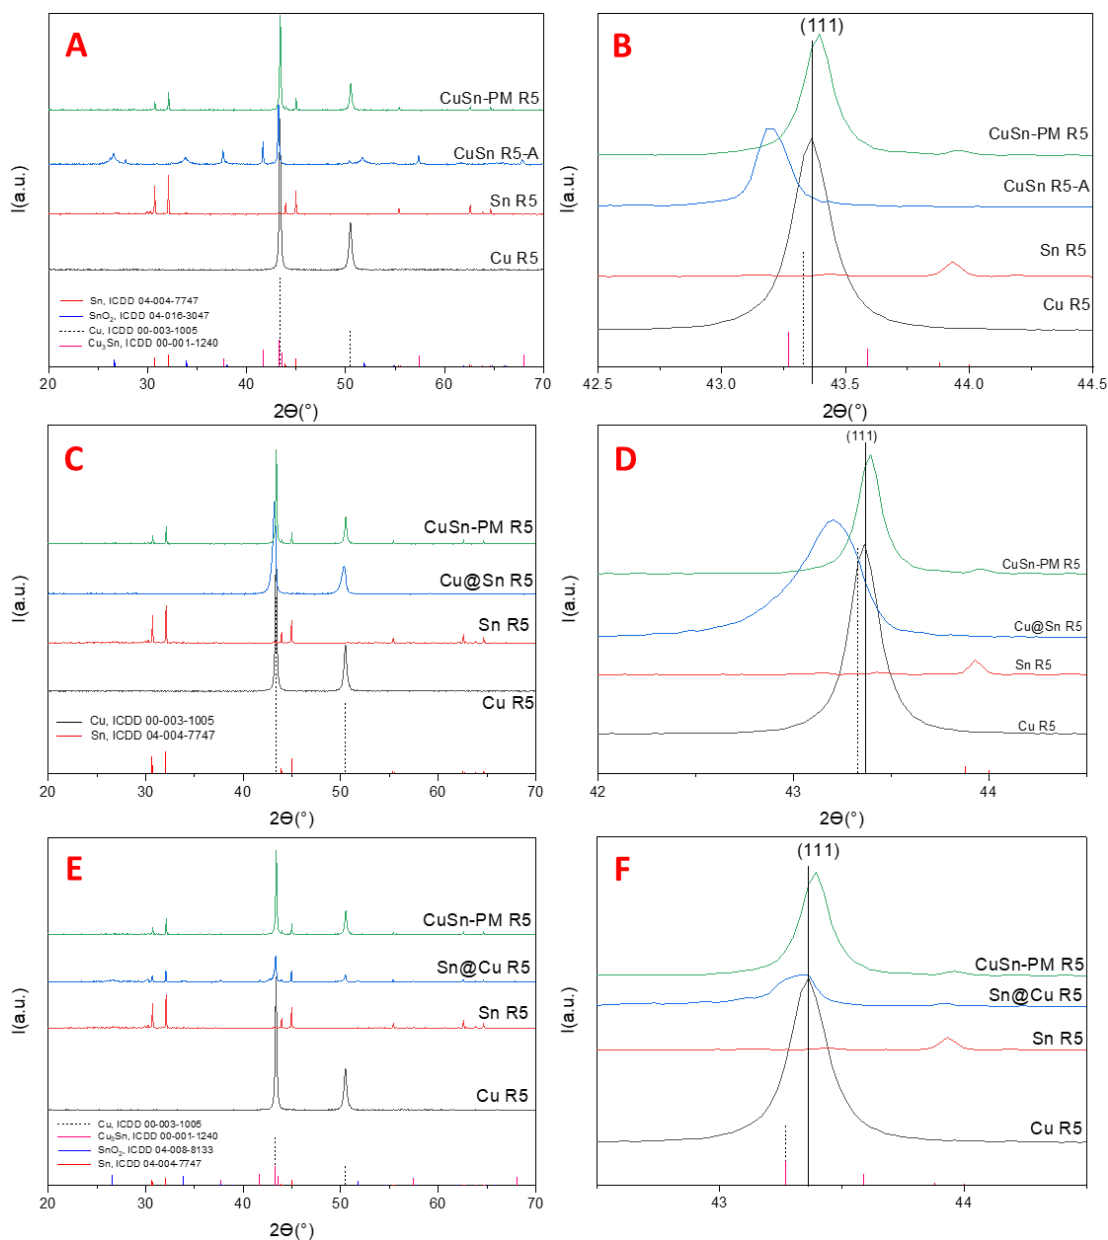 A
I(a.u.)
CuSn-PM R5
CuSn R5-A
Sn R5
Cu R5
Sn, ICDD 04-004-7747
SnO₂, ICDD 04-016-3047
Cu, ICDD 00-003-1005
Cu₃Sn, ICDD 00-001-1240
20 30 40 50 60 70
2Θ(°)
B
(111)
I(a.u.)
CuSn-PM R5
CuSn R5-A
Sn R5
Cu R5
42.5 43.0 43.5 44.0 44.5
2Θ(°)
C
I(a.u.)
CuSn-PM R5
Cu@Sn R5
Sn R5
Cu R5
Cu, ICDD 00-003-1005
Sn, ICDD 04-004-7747
20 30 40 50 60 70
2Θ(°)
D
(111)
I(a.u.)
CuSn-PM R5
Cu@Sn R5
Sn R5
Cu R5
42 43 44
2Θ(°)
E
I(a.u.)
CuSn-PM R5
Sn@Cu R5
Sn R5
Cu R5
Cu, ICDD 00-003-1005
Cu₃Sn, ICDD 00-001-1240
SnO₂, ICDD 04-008-8133
Sn, ICDD 04-004-7747
20 30 40 50 60 70
2Θ(°)
F
(111)
I(a.u.)
CuSn-PM R5
Sn@Cu R5
Sn R5
Cu R5
43 44
2Θ(°)